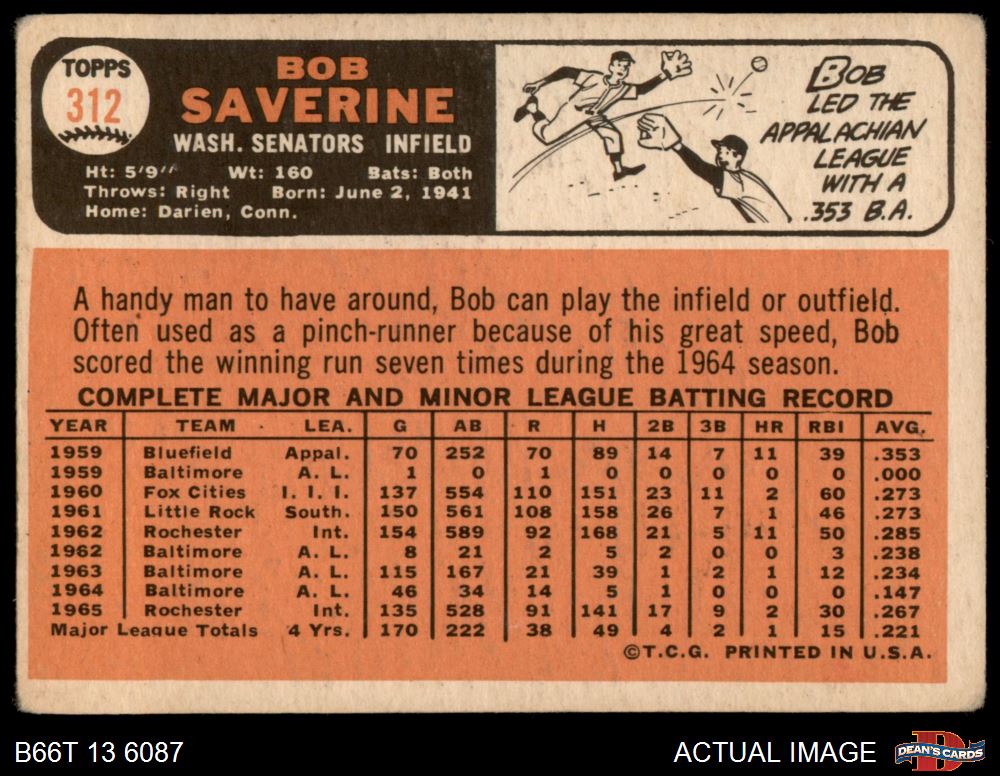 TOPPS
312
BOB
SAVERINE
WASH. SENATORS INFIELD
Ht: 5'9" Wt: 160 Bats: Both
Throws: Right Born: June 2, 1941
Home: Darien, Conn.
BOB
LED THE
APPALACHIAN
LEAGUE
WITH A
.353 B.A.
A handy man to have around, Bob can play the infield or outfield.
Often used as a pinch-runner because of his great speed, Bob
scored the winning run seven times during the 1964 season.
COMPLETE MAJOR AND MINOR LEAGUE BATTING RECORD
YEAR TEAM LEA. G AB R H 2B 3B HR RBI AVG.
1959 Bluefield Appal. 70 252 70 89 14 7 11 39 .353
1959 Baltimore A. L. 1 0 1 0 0 0 0 0 .000
1960 Fox Cities I. I. I. 137 554 110 151 23 11 2 60 .273
1961 Little Rock South. 150 561 108 158 26 7 1 46 .273
1962 Rochester Int. 154 589 92 168 21 5 11 50 .285
1962 Baltimore A. L. 8 21 2 5 2 0 0 3 .238
1963 Baltimore A. L. 115 167 21 39 1 2 1 12 .234
1964 Baltimore A. L. 46 34 14 5 1 0 0 0 .147
1965 Rochester Int. 135 528 91 141 17 9 2 30 .267
Major League Totals 4 Yrs. 170 222 38 49 4 2 1 15 .221
©T.C.G. PRINTED IN U.S.A.
B66T 13 6087
ACTUAL IMAGE
DEAN'S CARDS